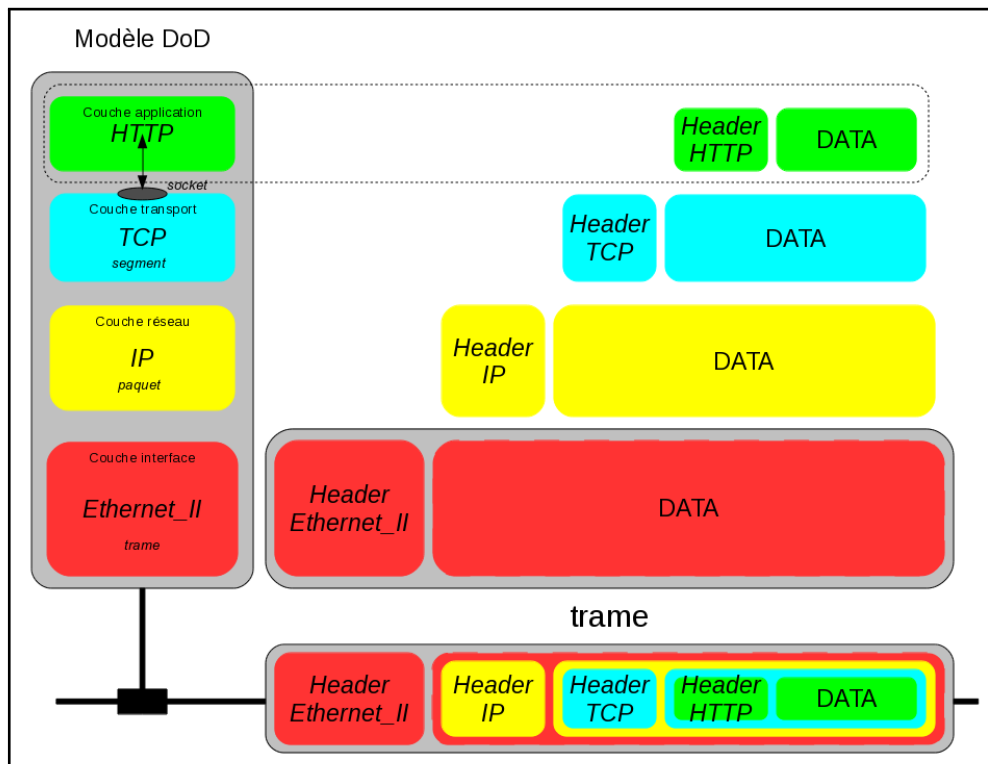 Modèle DoD
Couche application
HTTP
Header
HTTP
DATA
socket
Couche transport
TCP
segment
Header
TCP
DATA
Couche réseau
IP
paquet
Header
IP
DATA
Couche interface
Ethernet_II
trame
Header
Ethernet_II
DATA
trame
Header
Ethernet_II
Header
IP
Header
TCP
Header
HTTP
DATA